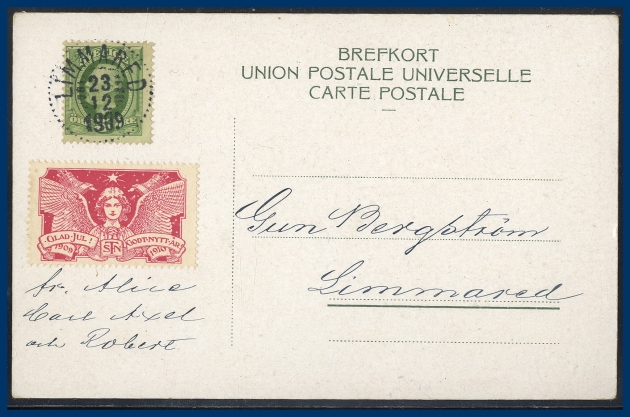 BREFKORT
UNION POSTALE UNIVERSELLE
CARTE POSTALE
LIMMARED
23
12
1909
GLAD-JUL!
GODT-NYTT-ÅR
1909
1910
STN
Gun Bergström
Limmared
fr. Alice
Carl Axel
och Robert